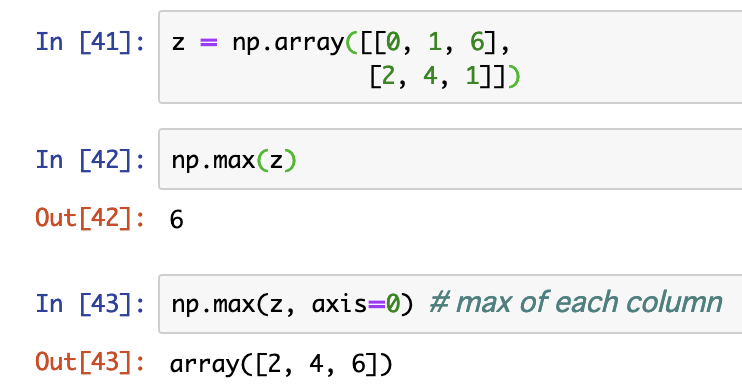 In [41]: z = np.array([[0, 1, 6],
[2, 4, 1]])
In [42]: np.max(z)
Out[42]: 6
In [43]: np.max(z, axis=0) # max of each column
Out[43]: array([2, 4, 6])